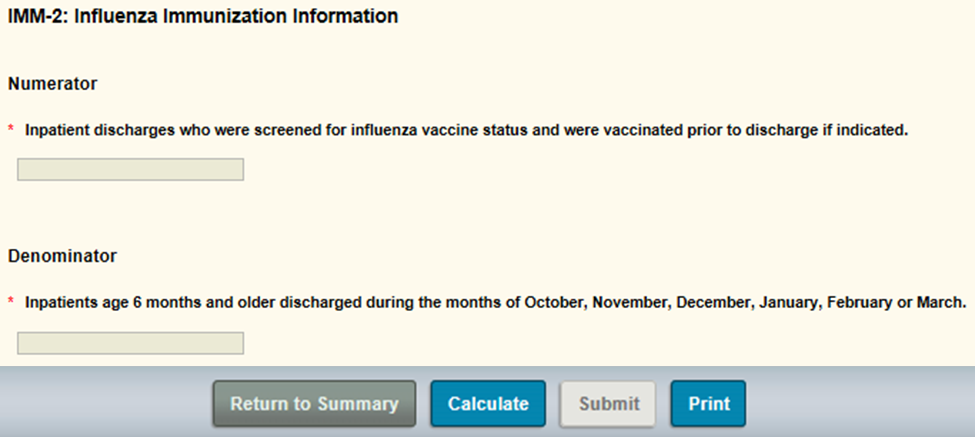 IMM-2: Influenza Immunization Information
Numerator
* Inpatient discharges who were screened for influenza vaccine status and were vaccinated prior to discharge if indicated.
Denominator
* Inpatients age 6 months and older discharged during the months of October, November, December, January, February or March.
Return to Summary Calculate Submit Print